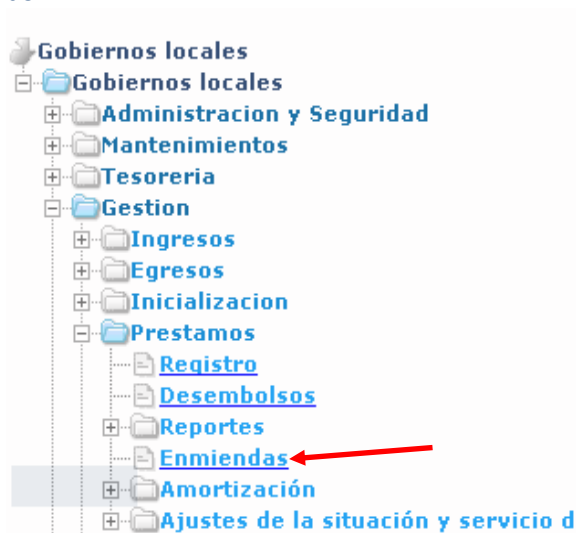 Gobiernos locales
Gobiernos locales
Administracion y Seguridad
Mantenimientos
Tesoreria
Gestion
Ingresos
Egresos
Inicializacion
Prestamos
Registro
Desembolsos
Reportes
Enmiendas
Amortización
Ajustes de la situación y servicio d